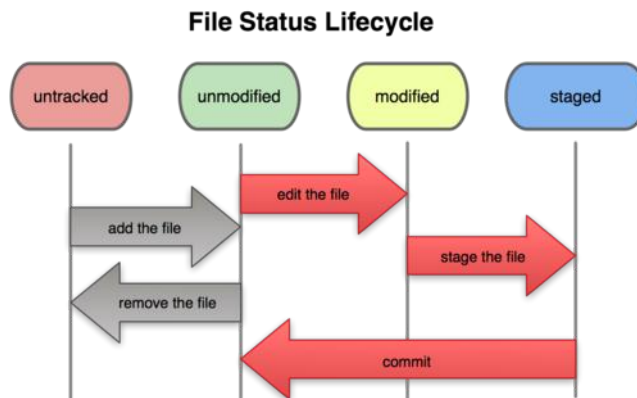 File Status Lifecycle
untracked
unmodified
modified
staged
edit the file
add the file
stage the file
remove the file
commit